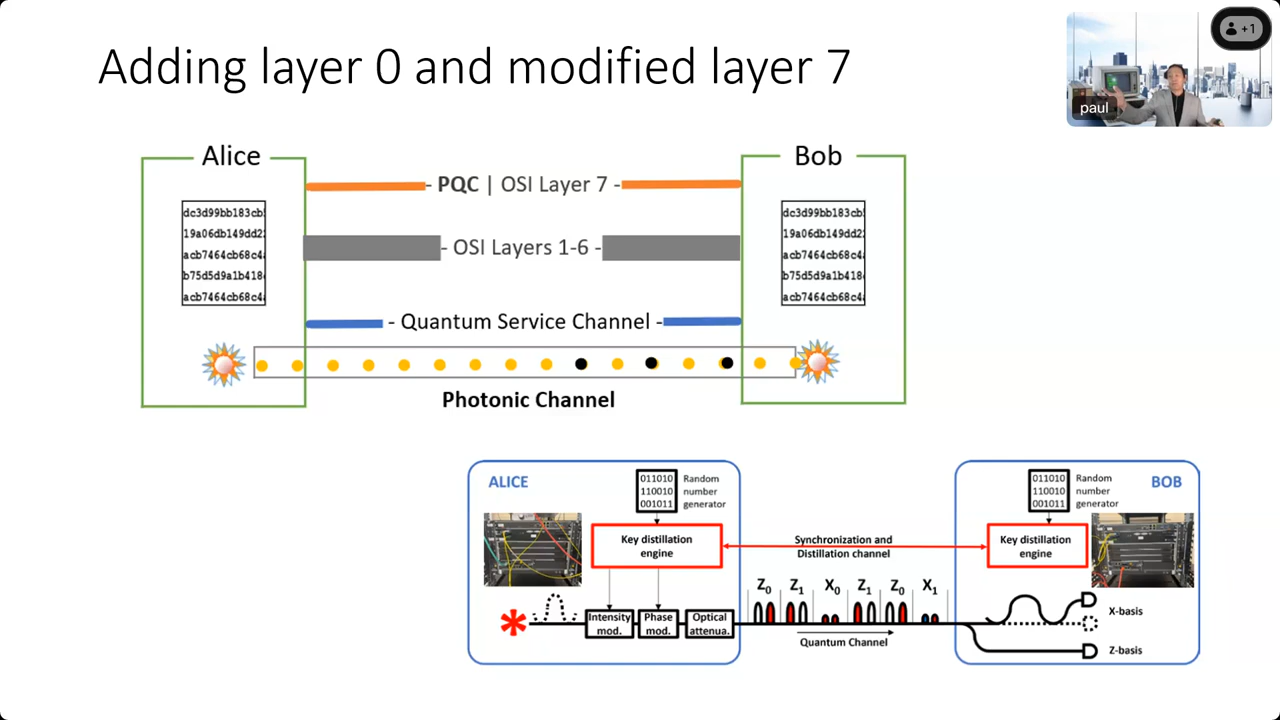 Adding layer 0 and modified layer 7
+1
paul
Alice
Bob
- PQC | OSI Layer 7 -
dc3d99bb183cb
19a06db149dd2
acb7464cb68c4
b75d5d9a1b418
acb7464cb68c4
dc3d99bb183cb
19a06db149dd2
acb7464cb68c4
b75d5d9a1b418
acb7464cb68c4
- OSI Layers 1-6 -
- Quantum Service Channel -
Photonic Channel
ALICE
011010
110010
001011
Random
number
generator
Key distillation
engine
Intensity
mod.
Phase
mod.
Optical
attenua.
Synchronization and
Distillation channel
Z0 Z1 X0 Z1 Z0 X1
Quantum Channel
BOB
011010
110010
001011
Random
number
generator
Key distillation
engine
X-basis
Z-basis